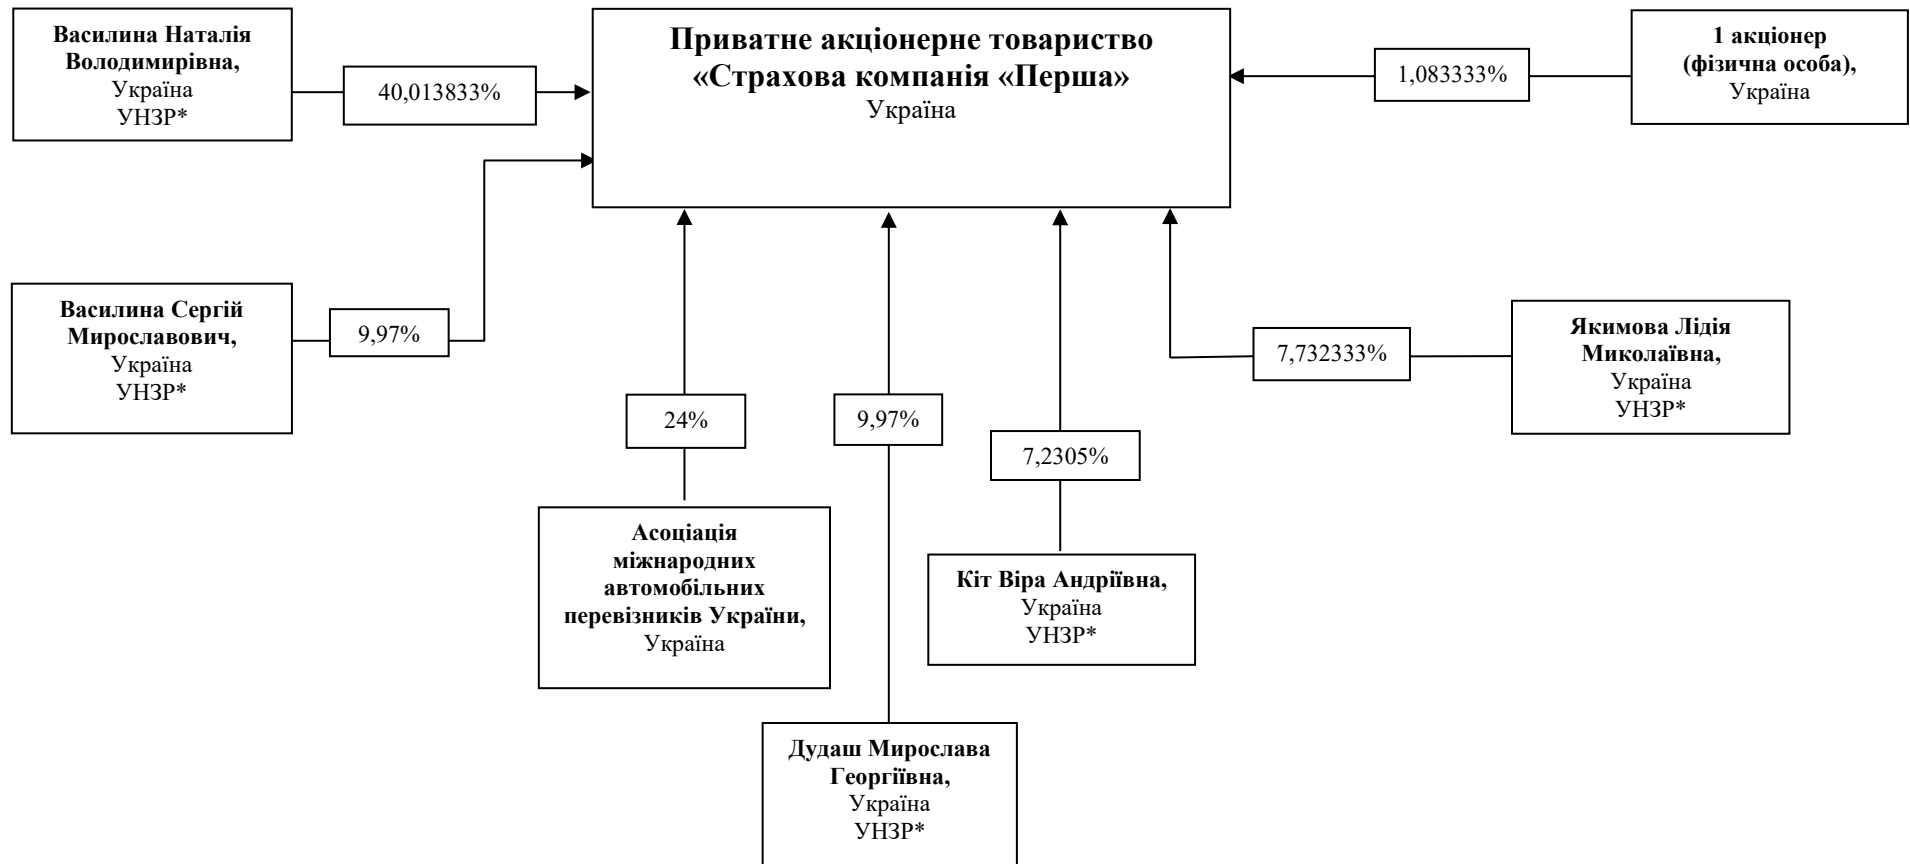 Василина Наталія
Володимирівна,
Україна
УНЗР*
40,013833%
Приватне акціонерне товариство
«Страхова компанія «Перша»
Україна
1,083333%
1 акціонер
(фізична особа),
Україна
Василина Сергій
Мирославович,
Україна
УНЗР*
9,97%
24%
9,97%
7,2305%
7,732333%
Якимова Лідія
Миколаївна,
Україна
УНЗР*
Асоціація
міжнародних
автомобільних
перевізників України,
Україна
Кіт Віра Андріївна,
Україна
УНЗР*
Дудаш Мирослава
Георгіївна,
Україна
УНЗР*